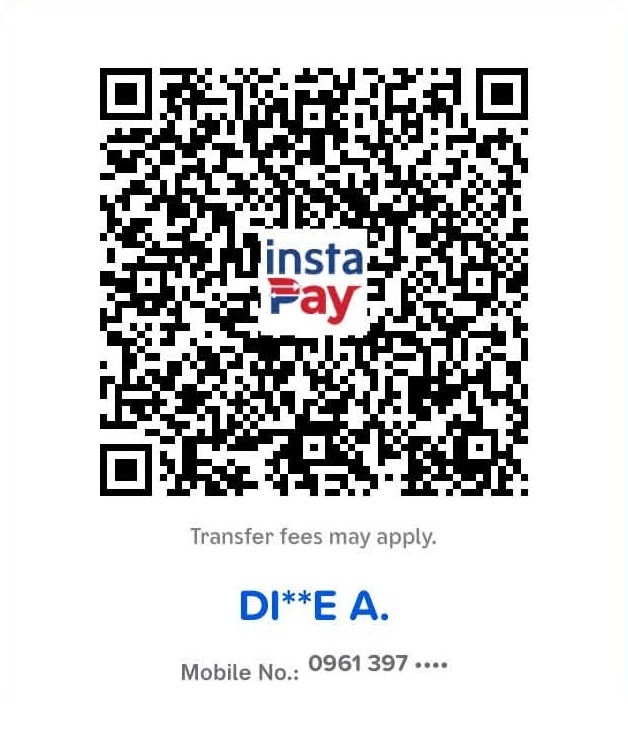 insta
Pay
Transfer fees may apply.
DI**E A.
Mobile No.: 0961 397 ••••